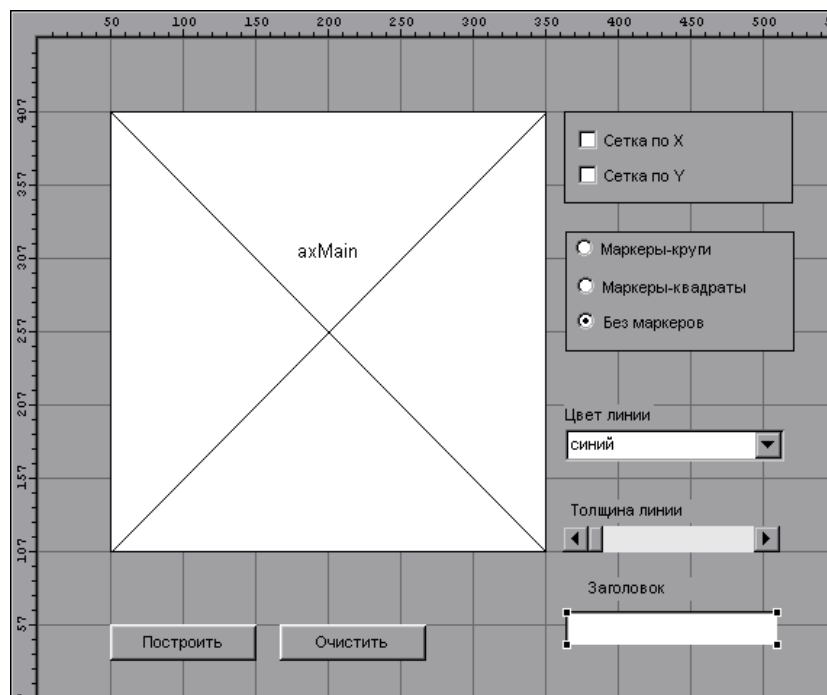 50 100 150 200 250 300 350 400 450 500
407
357
307
257
207
157
107
57
axMain
Сетка по X
Сетка по Y
Маркеры-круги
Маркеры-квадраты
Без маркеров
Цвет линии
синий
Толщина линии
Заголовок
Построить
Очистить